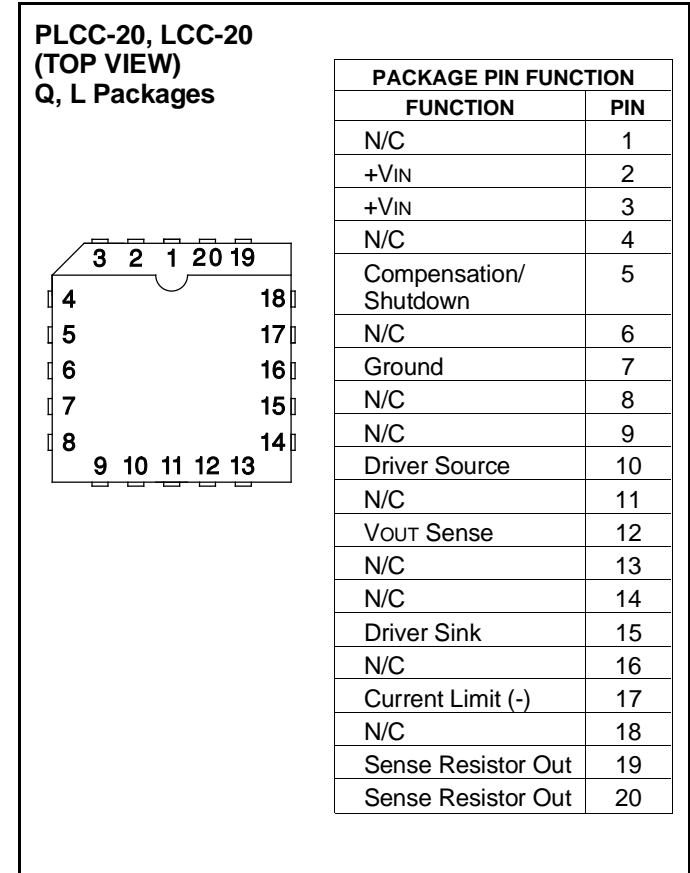 PLCC-20, LCC-20
(TOP VIEW)
Q, L Packages
3 2 1 20 19
4 18
5 17
6 16
7 15
8 14
9 10 11 12 13
PACKAGE PIN FUNCTION
FUNCTION PIN
N/C 1
+VIN 2
+VIN 3
N/C 4
Compensation/ 5
Shutdown
N/C 6
Ground 7
N/C 8
N/C 9
Driver Source 10
N/C 11
VOUT Sense 12
N/C 13
N/C 14
Driver Sink 15
N/C 16
Current Limit (-) 17
N/C 18
Sense Resistor Out 19
Sense Resistor Out 20